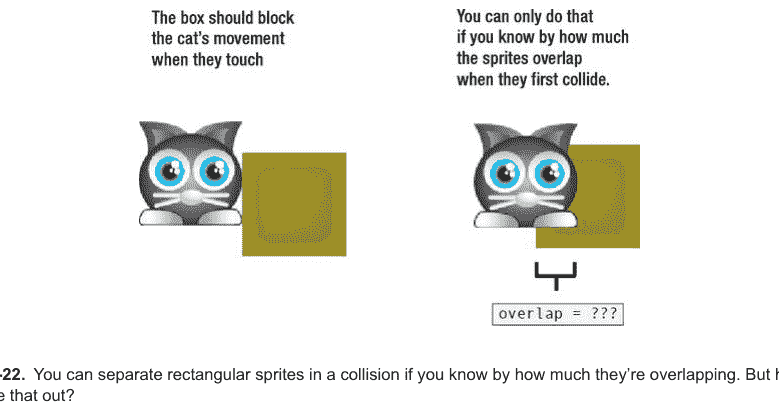 The box should block
the cat's movement
when they touch
You can only do that
if you know by how much
the sprites overlap
when they first collide.
overlap = ???
-22. You can separate rectangular sprites in a collision if you know by how much they're overlapping. But
that out?